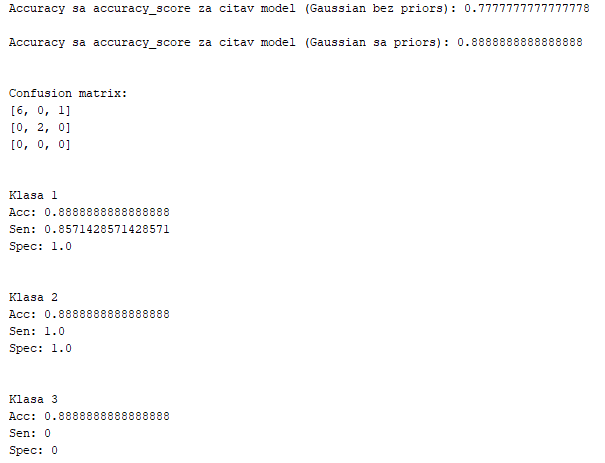 Accuracy sa accuracy_score za citav model (Gaussian bez priors): 0.7777777777777778
Accuracy sa accuracy_score za citav model (Gaussian sa priors): 0.8888888888888888
Confusion matrix:
[6, 0, 1]
[0, 2, 0]
[0, 0, 0]
Klasa 1
Acc: 0.8888888888888888
Sen: 0.8571428571428571
Spec: 1.0
Klasa 2
Acc: 0.8888888888888888
Sen: 1.0
Spec: 1.0
Klasa 3
Acc: 0.8888888888888888
Sen: 0
Spec: 0